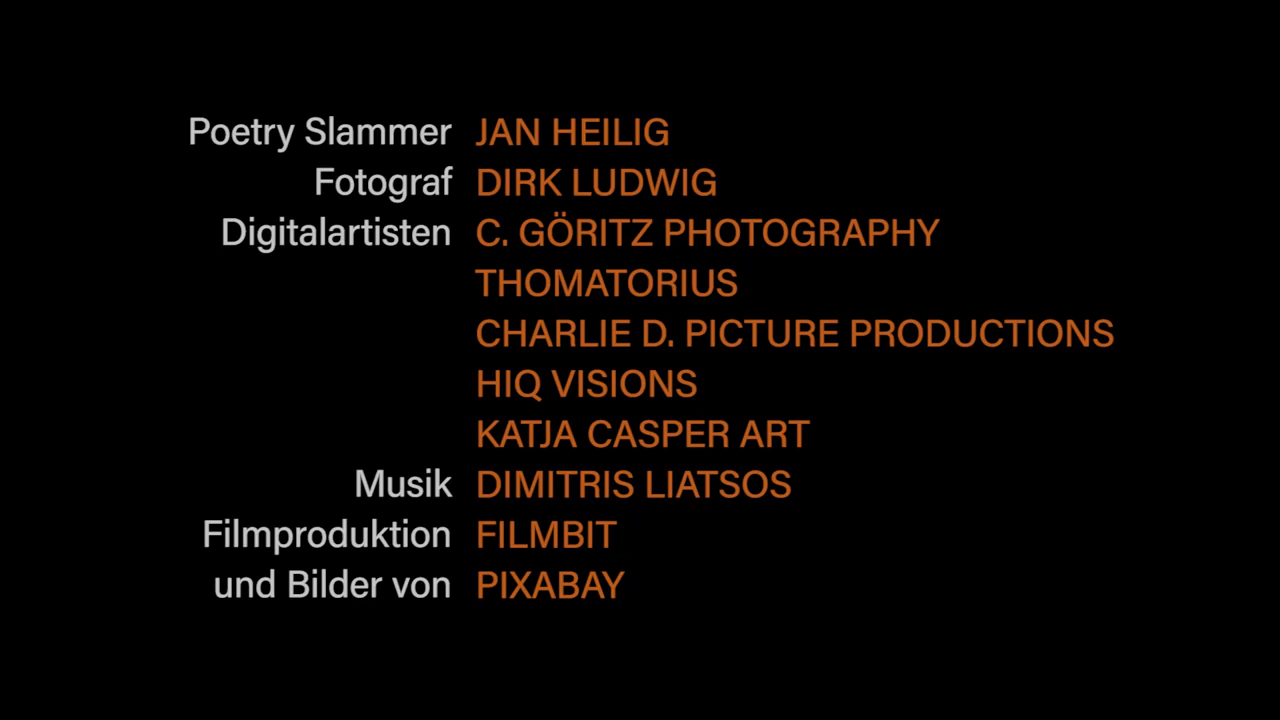 Poetry Slammer JAN HEILIG
Fotograf DIRK LUDWIG
Digitalartisten C. GÖRITZ PHOTOGRAPHY
THOMATORIUS
CHARLIE D. PICTURE PRODUCTIONS
HIQ VISIONS
KATJA CASPER ART
Musik DIMITRIS LIATSOS
Filmproduktion FILMBIT
und Bilder von PIXABAY